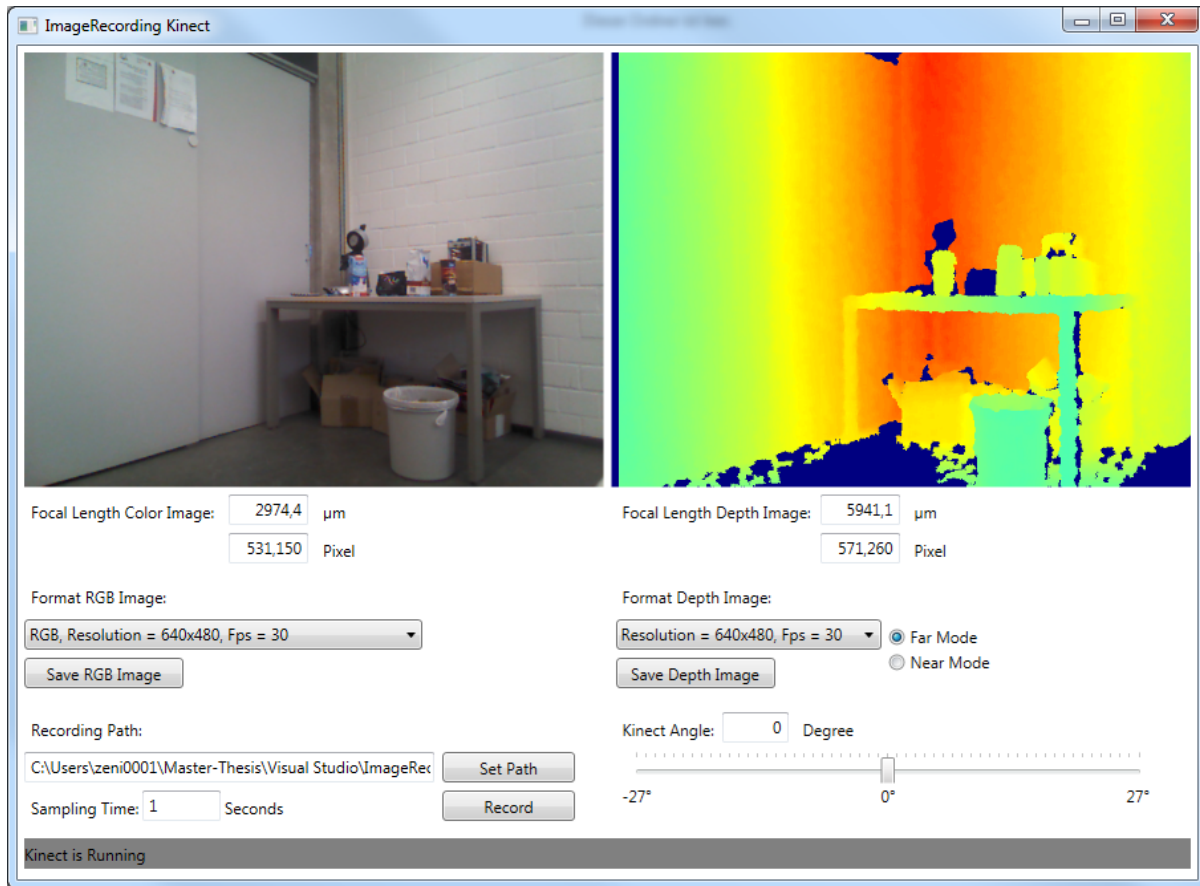 ImageRecording Kinect
Focal Length Color Image: 2974,4 µm
531,150 Pixel
Focal Length Depth Image: 5941,1 µm
571,260 Pixel
Format RGB Image:
RGB, Resolution = 640x480, Fps = 30
Save RGB Image
Format Depth Image:
Resolution = 640x480, Fps = 30
Far Mode
Near Mode
Save Depth Image
Recording Path:
C:\Users\zeni0001\Master-Thesis\Visual Studio\ImageRec
Set Path
Sampling Time: 1 Seconds
Record
Kinect Angle: 0 Degree
-27° 0° 27°
Kinect is Running